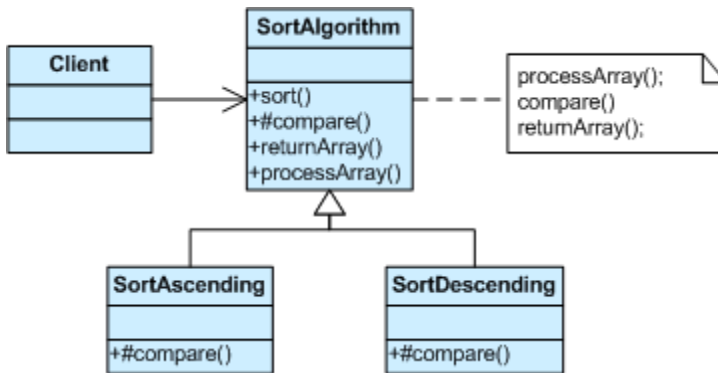 Client
SortAlgorithm
+sort()
+#compare()
+returnArray()
+processArray()
processArray();
compare()
returnArray();
SortAscending
+#compare()
SortDescending
+#compare()